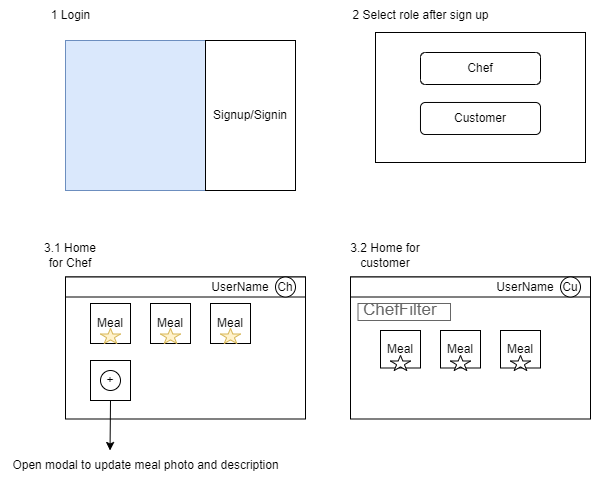 1 Login
Signup/Signin
2 Select role after sign up
Chef
Customer
3.1 Home
for Chef
UserName Ch
Meal Meal Meal
+
Open modal to update meal photo and description
3.2 Home for
customer
UserName Cu
ChefFilter
Meal Meal Meal